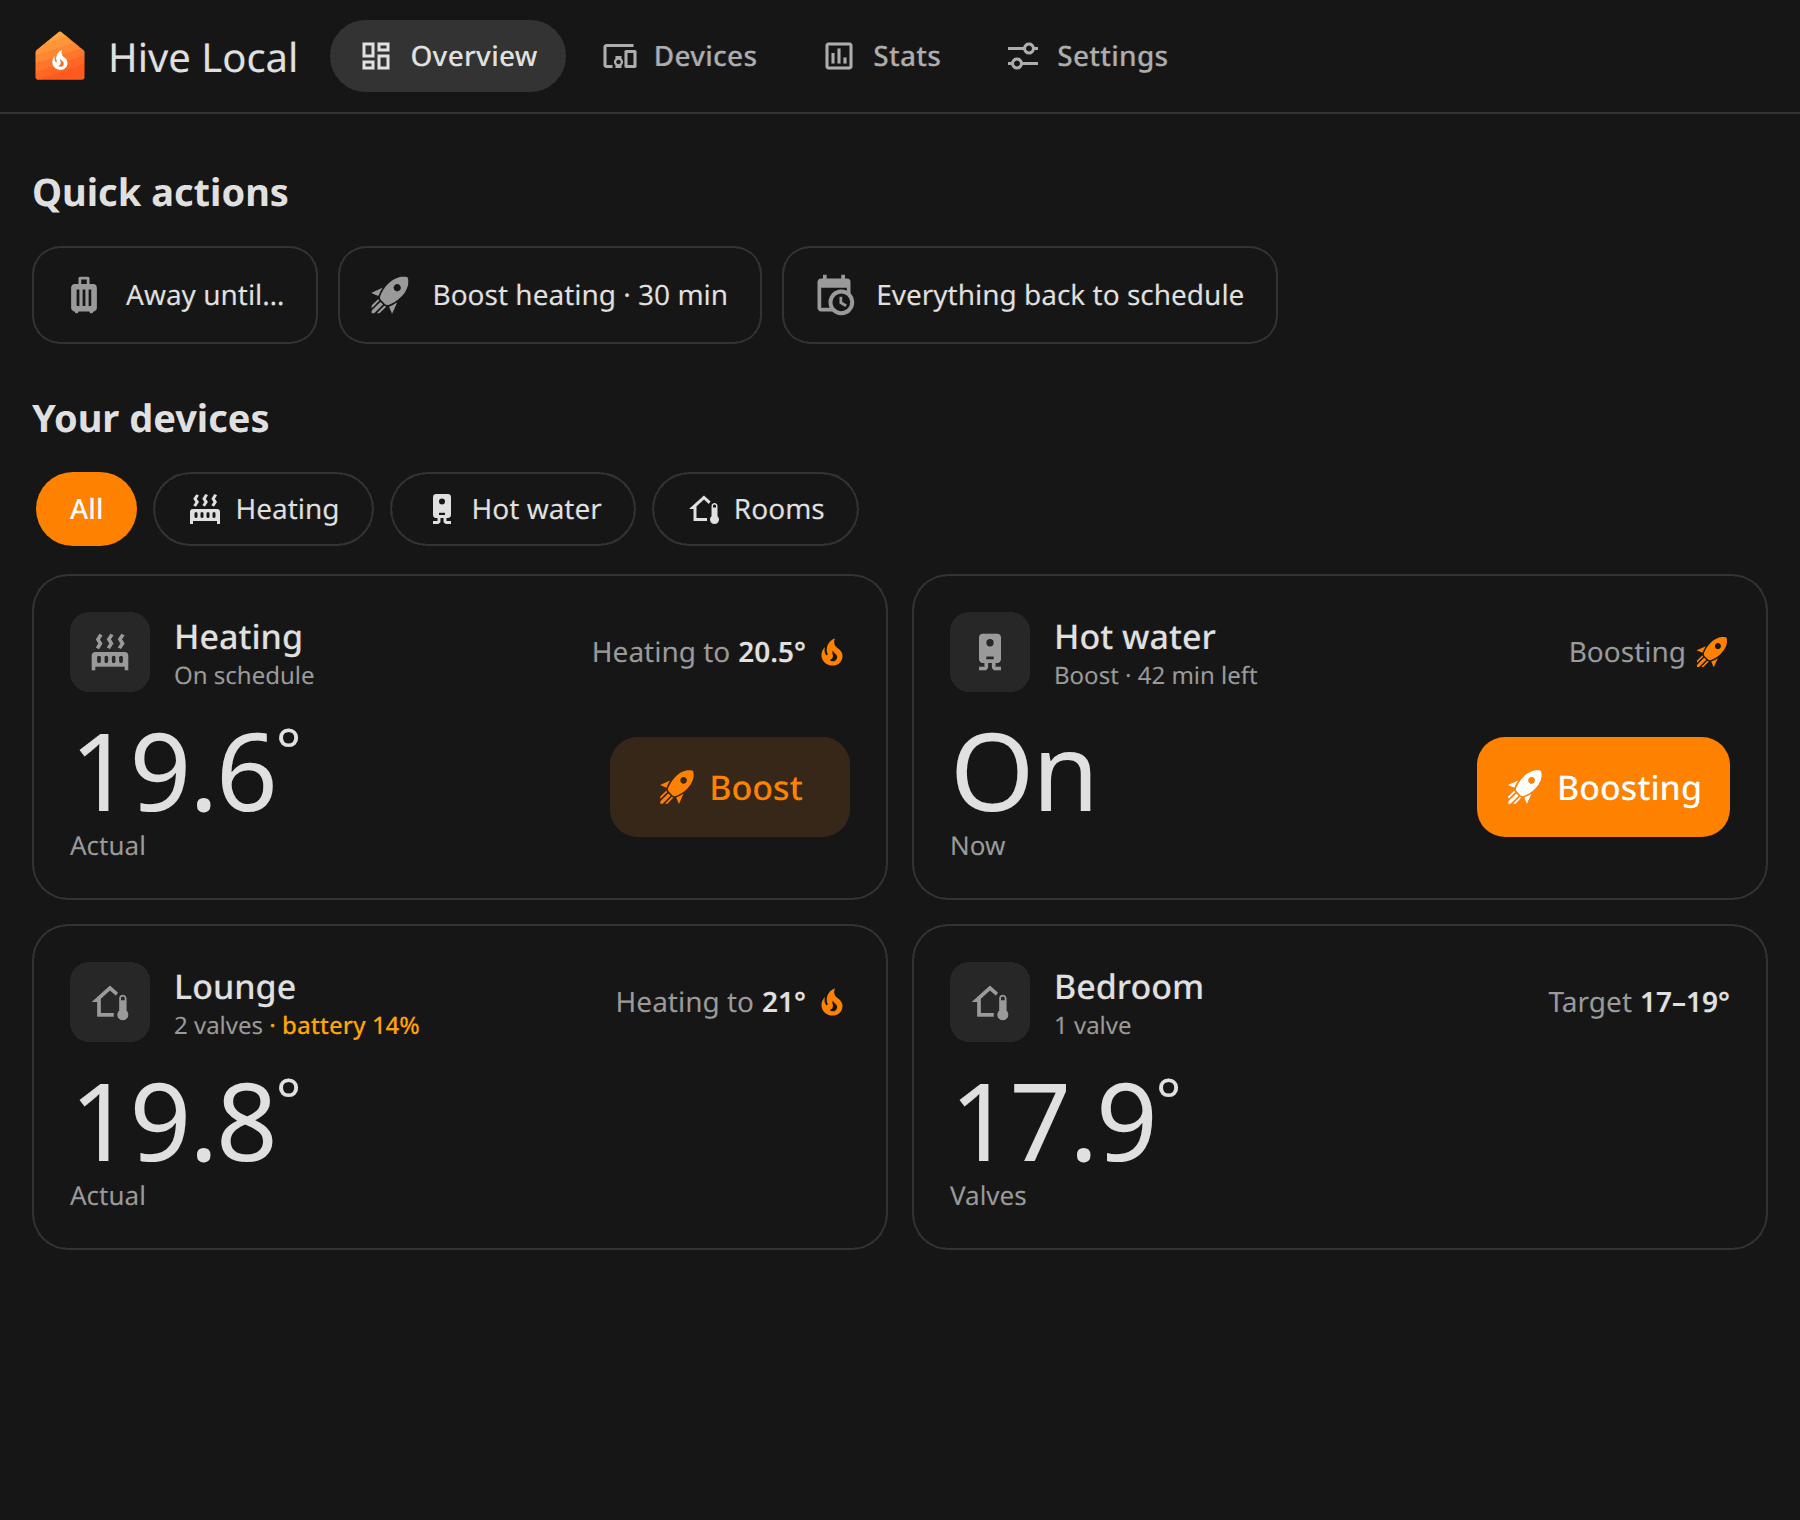 Hive Local
Overview
Devices
Stats
Settings
Quick actions
Away until...
Boost heating · 30 min
Everything back to schedule
Your devices
All
Heating
Hot water
Rooms
Heating
On schedule
Heating to 20.5°
19.6°
Actual
Boost
Hot water
Boost · 42 min left
Boosting
On
Now
Boosting
Lounge
2 valves · battery 14%
Heating to 21°
19.8°
Actual
Bedroom
1 valve
Target 17–19°
17.9°
Valves